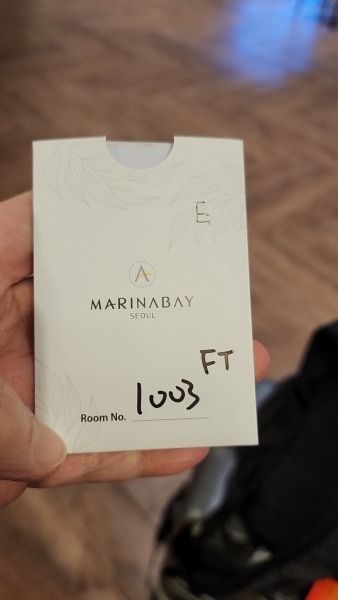 E
A
MARINABAY
SEOUL
FT
Room No. 1003